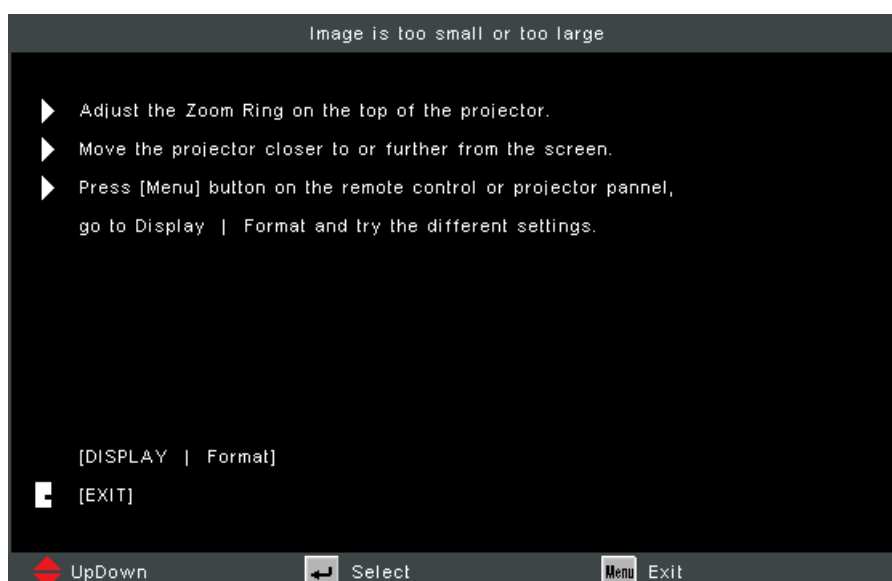 Image is too small or too large
Adjust the Zoom Ring on the top of the projector.
Move the projector closer to or further from the screen.
Press [Menu] button on the remote control or projector pannel,
go to Display | Format and try the different settings.
[DISPLAY | Format]
[EXIT]
UpDown Select Menu Exit